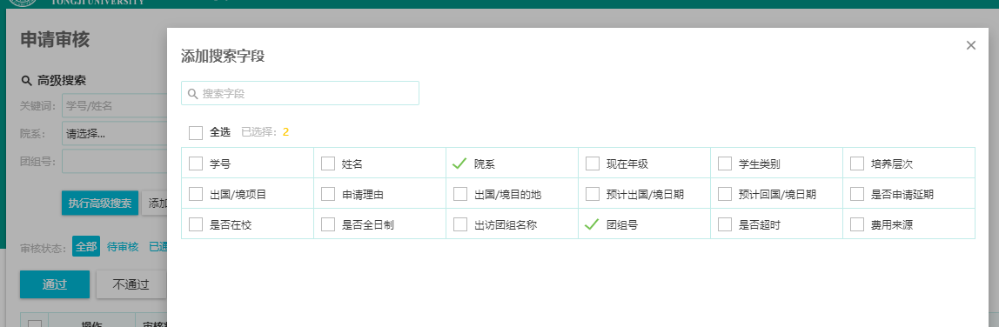 TONGJI UNIVERSITY
申请审核
高级搜索
关键词：
学号/姓名
院系：
请选择...
团组号：
执行高级搜索
添加
审核状态：
全部
待审核
已通
通过
不通过
操作
添加搜索字段
搜索字段
全选 已选择：2
学号 姓名 院系 现在年级 学生类别 培养层次
出国/境项目 申请理由 出国/境目的地 预计出国/境日期 预计回国/境日期 是否申请延期
是否在校 是否全日制 出访团组名称 团组号 是否超时 费用来源